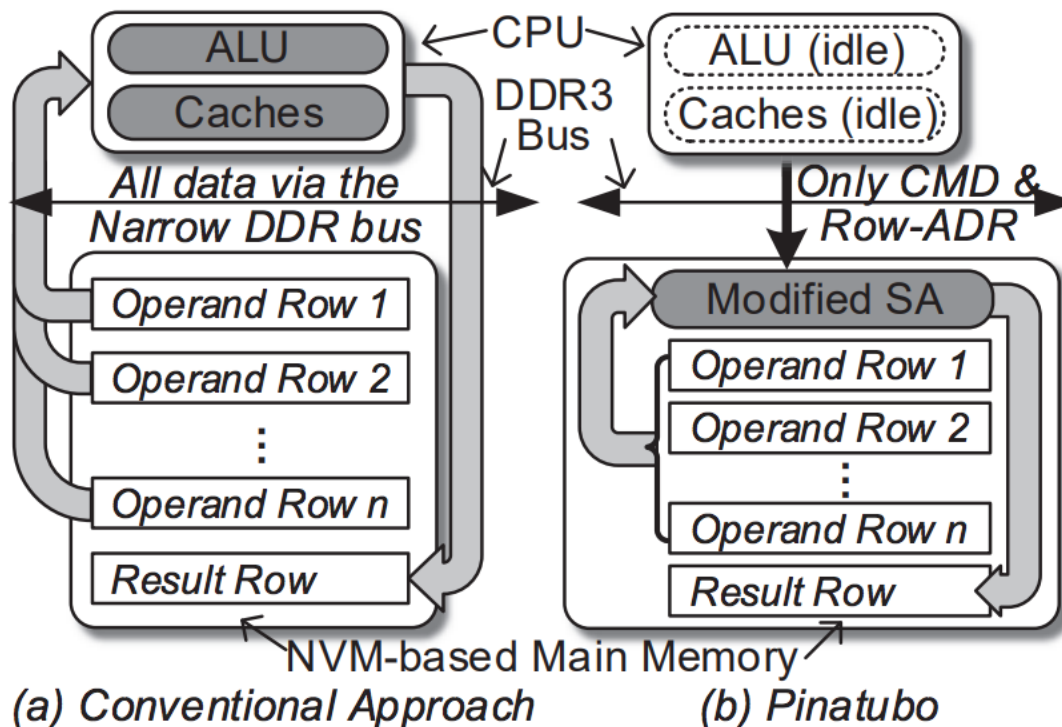 ALU
Caches
CPU
DDR3
Bus
ALU (idle)
Caches (idle)
All data via the
Narrow DDR bus
Only CMD &
Row-ADR
Operand Row 1
Operand Row 2
⋮
Operand Row n
Result Row
Modified SA
Operand Row 1
Operand Row 2
⋮
Operand Row n
Result Row
NVM-based Main Memory
(a) Conventional Approach
(b) Pinatubo